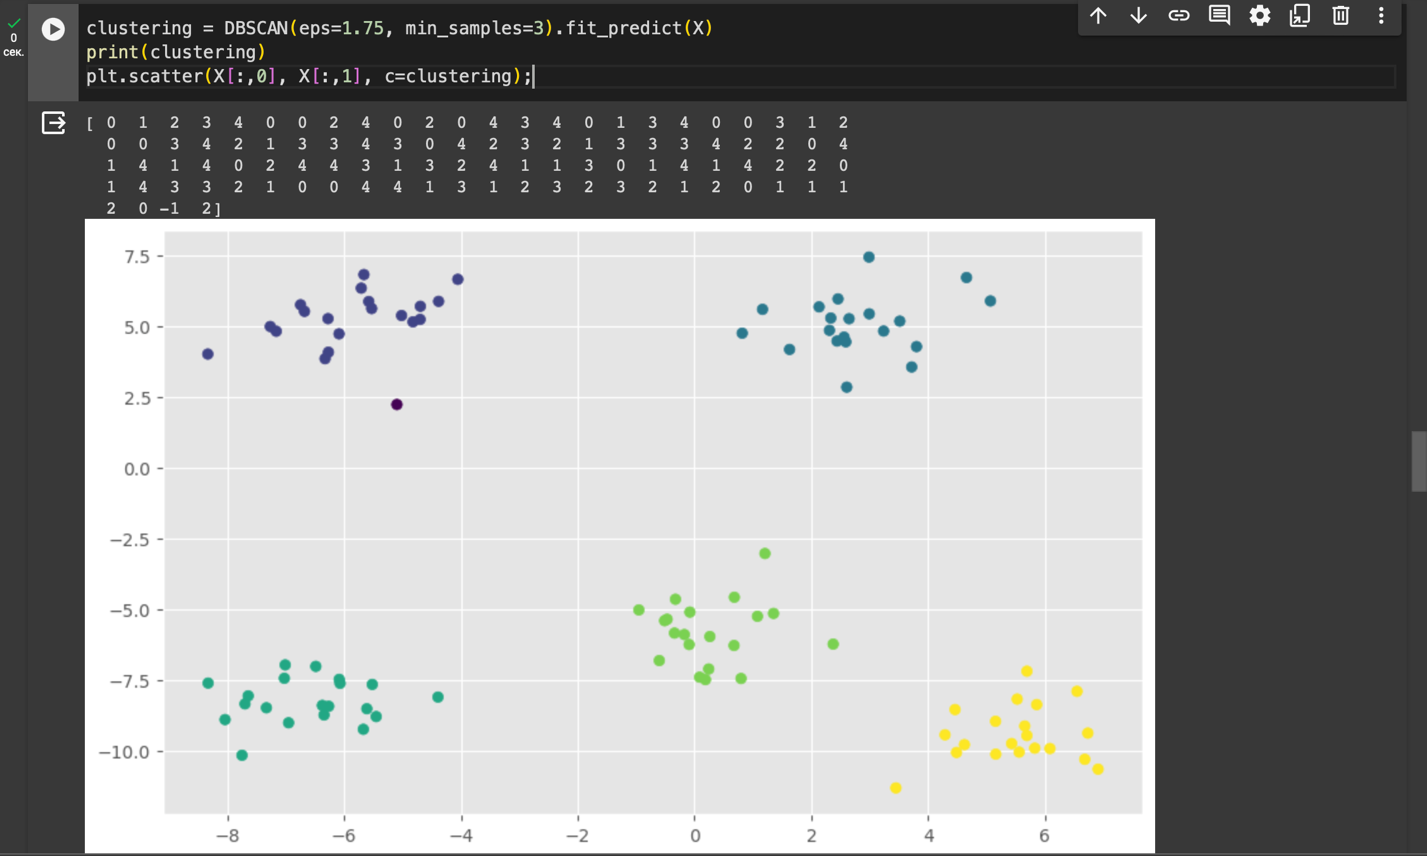 clustering = DBSCAN(eps=1.75, min_samples=3).fit_predict(X)
0
print(clustering)
сек.
plt.scatter(X[:,0], X[:,1], c=clustering);
[ 0 1 2 3 4 0 0 2 4 0 2 0 4 3 4 0 1 3 4 0 0 3 1 2
0 0 3 4 2 1 3 3 4 3 0 4 2 3 2 1 3 3 3 4 2 2 0 4
1 4 1 4 0 2 4 4 3 1 3 2 4 1 1 3 0 1 4 1 4 2 2 0
1 4 3 3 2 1 0 0 4 4 1 3 1 2 3 2 3 2 1 2 0 1 1 1
2 0 -1 2]
7.5
5.0
2.5
0.0
−2.5
−5.0
−7.5
−10.0
−8 −6 −4 −2 0 2 4 6